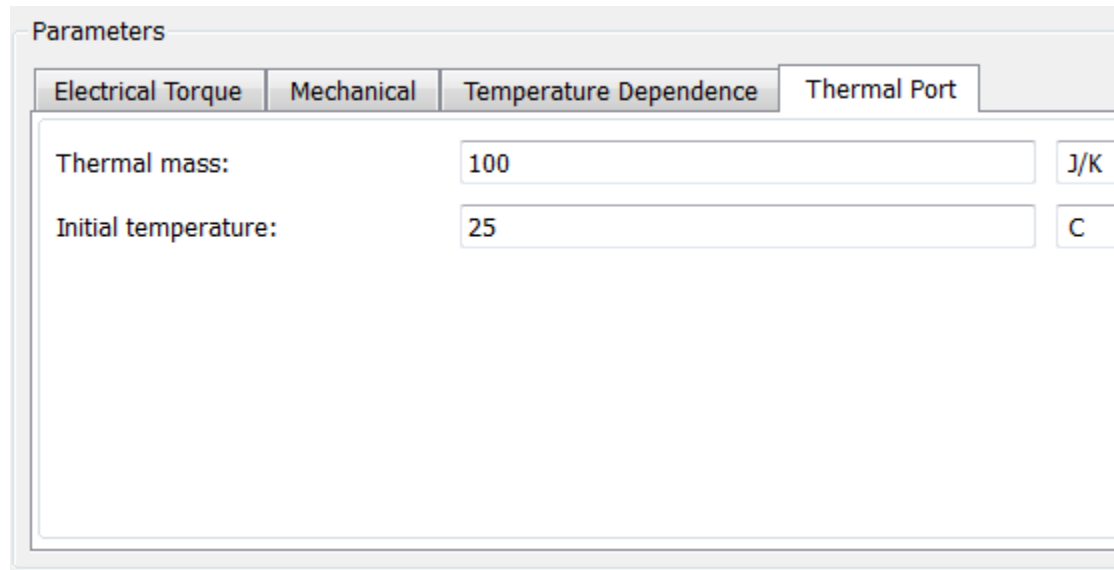 Parameters
Electrical Torque Mechanical Temperature Dependence Thermal Port
Thermal mass: 100 J/K
Initial temperature: 25 C